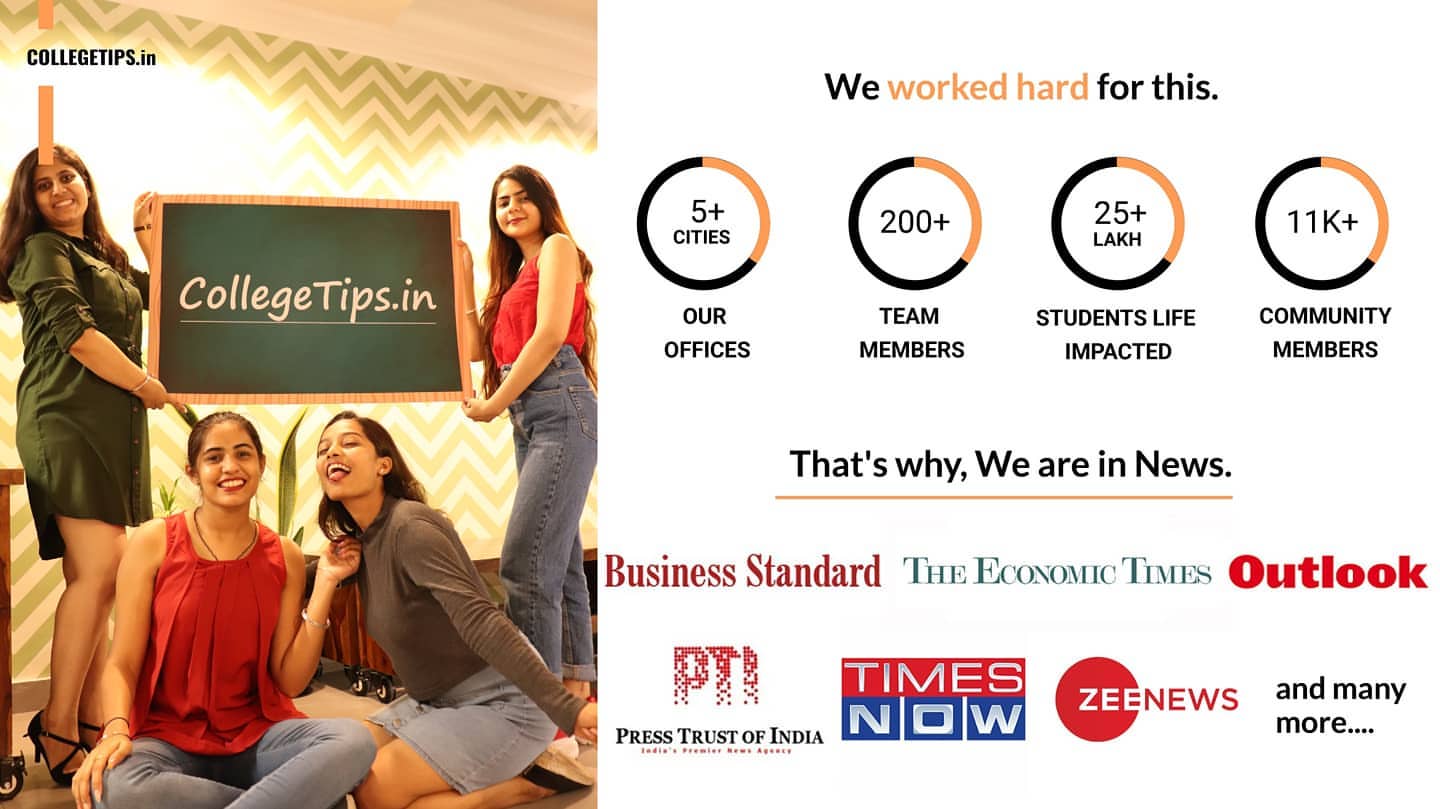 COLLEGETIPS.in
CollegeTips.in
We worked hard for this.
5+
CITIES
OUR
OFFICES
200+
TEAM
MEMBERS
25+
LAKH
STUDENTS LIFE
IMPACTED
11K+
COMMUNITY
MEMBERS
That's why, We are in News.
Business Standard
THE ECONOMIC TIMES
Outlook
PTI
PRESS TRUST OF INDIA
India's Premier News Agency
TIMES
NOW
ZEENEWS
and many
more....